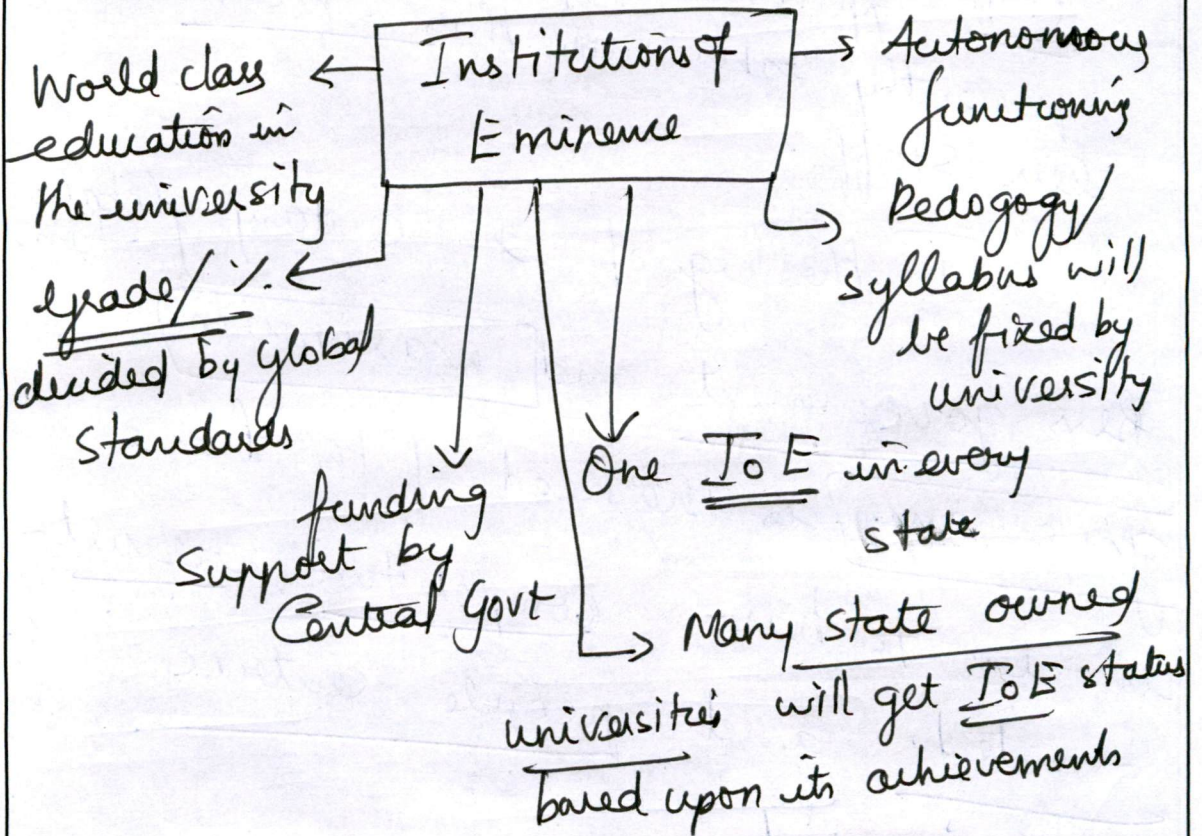 Institutions of
Eminence
World class
education in
the university
Grade / %
decided by Global
Standards
funding
Support by
Central Govt
One IoE in every
state
Many state owned
universities will get IoE status
based upon its achievements
Autonomous
functioning
Pedogogy/
syllabus will
be fixed by
university